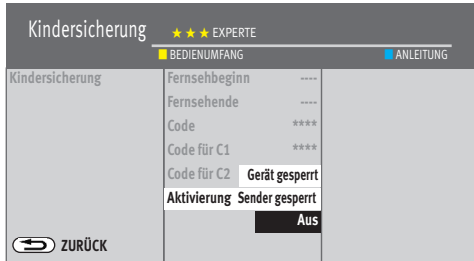 Kindersicherung ★ ★ ★ EXPERTE
BEDIENUMFANG ANLEITUNG
Kindersicherung Fernsehbeginn ----
Fernsehende ----
Code ****
Code für C1 ****
Code für C2 Gerät gesperrt
Aktivierung Sender gesperrt
Aus
ZURÜCK